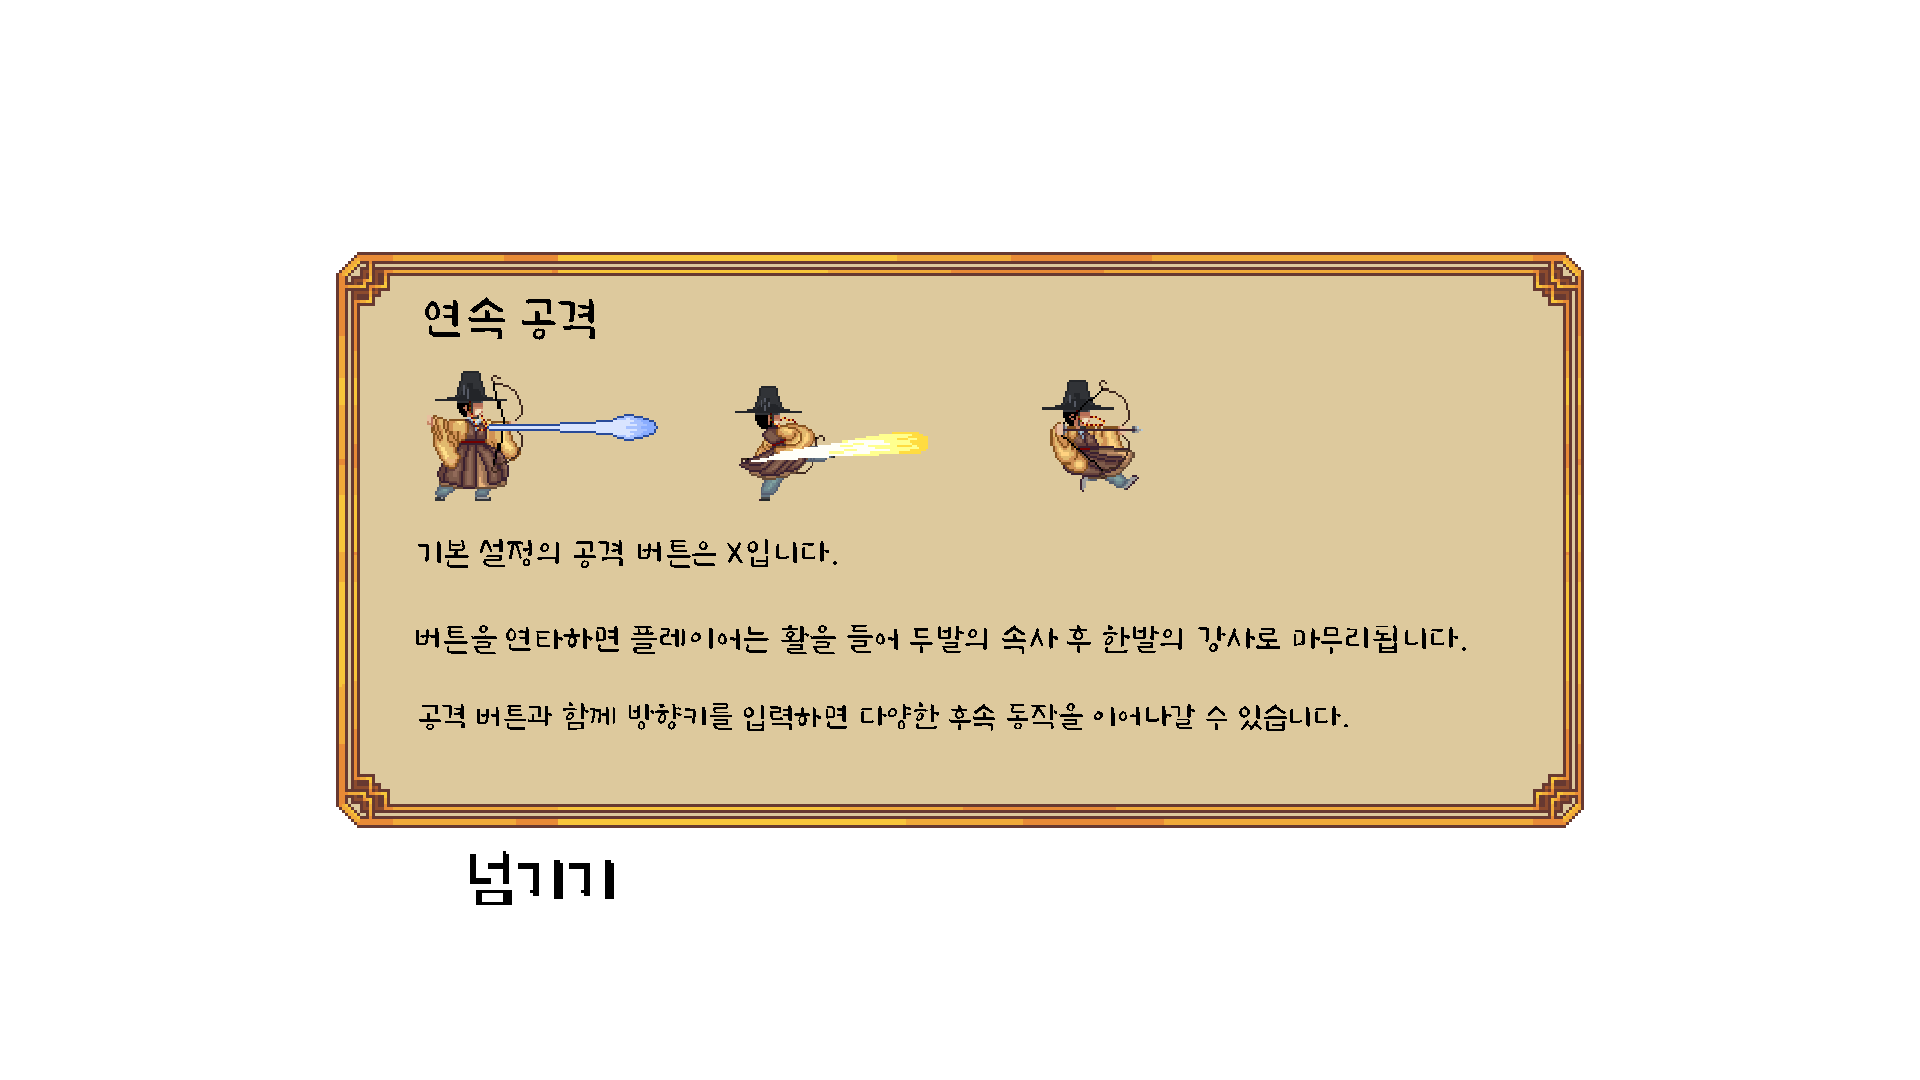 연속 공격
기본 설정의 공격 버튼은 X입니다.
버튼을 연타하면 플레이어는 활을 들어 두발의 속사 후 한발의 강사로 마무리됩니다.
공격 버튼과 함께 방향키를 입력하면 다양한 후속 동작을 이어나갈 수 있습니다.
넘기기